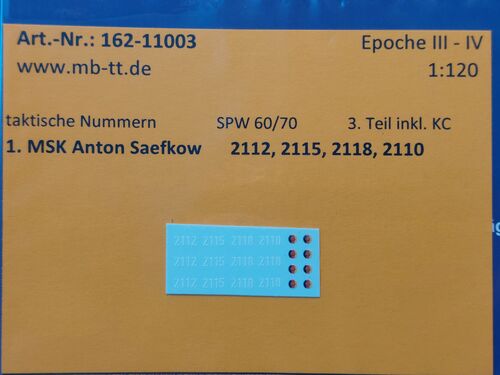 Art.-Nr.: 162-11003 Epoche III - IV
www.mb-tt.de 1:120
taktische Nummern SPW 60/70 3. Teil inkl. KC
1. MSK Anton Saefkow 2112, 2115, 2118, 2110
2112 2115 2118 2110
2112 2115 2118 2110
2112 2115 2118 2110